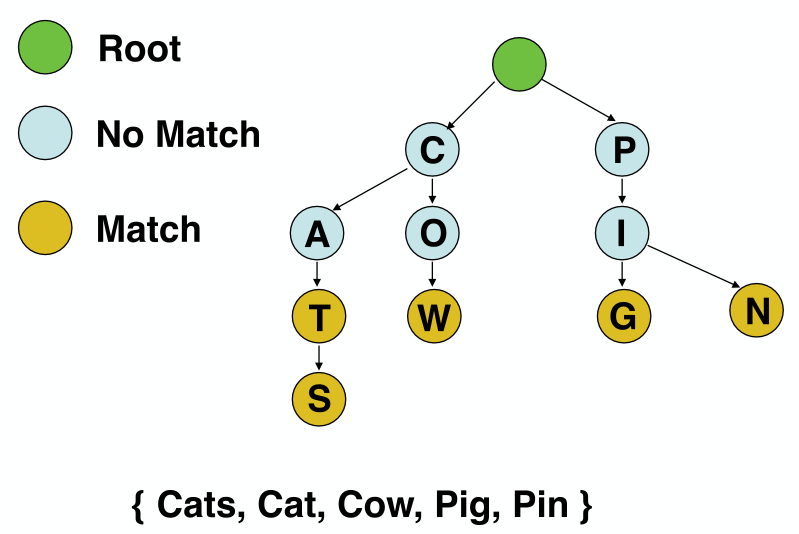 Root
No Match
Match
C P
A O I
T W G N
S
{ Cats, Cat, Cow, Pig, Pin }